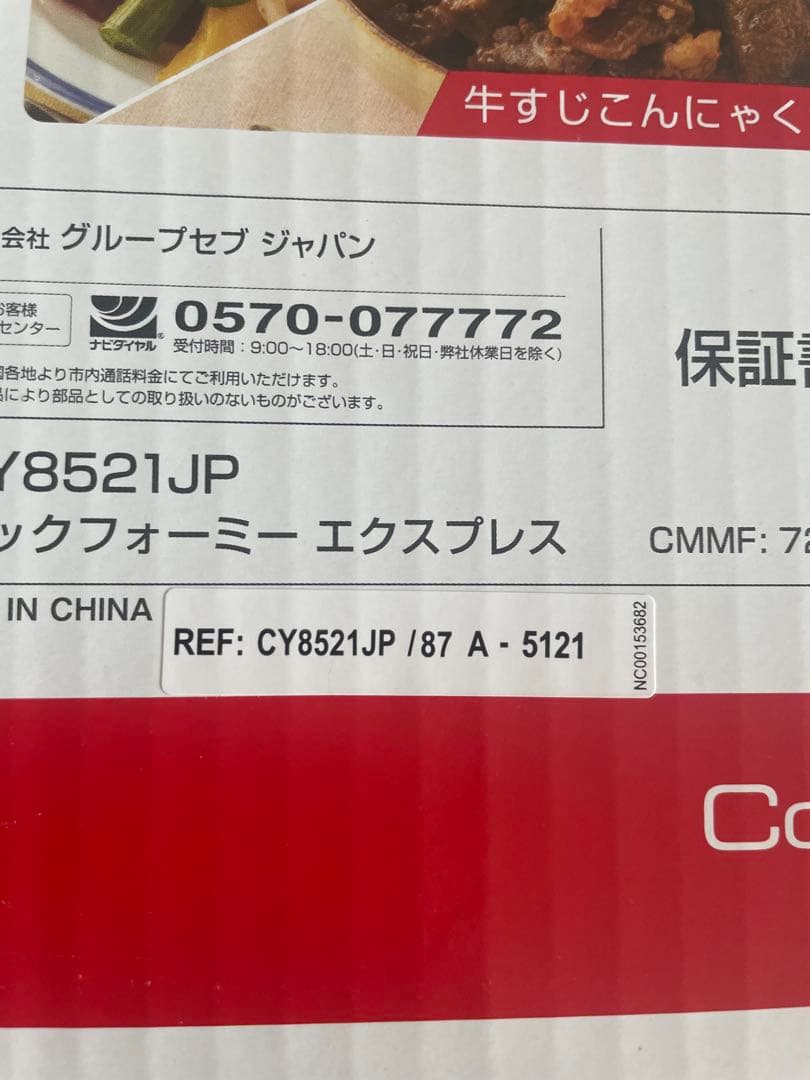 牛すじこんにゃく
会社 グループセブ ジャパン
お客様
センター
ナビダイヤル®
0570-077772
受付時間：9:00〜18:00(土・日・祝日・弊社休業日を除く)
国各地より市内通話料金にてご利用いただけます。
品により部品としての取り扱いのないものがございます。
保証書
Y8521JP
ックフォーミー エクスプレス
CMMF: 72
IN CHINA
REF: CY8521JP / 87 A - 5121
NC00153682
Co